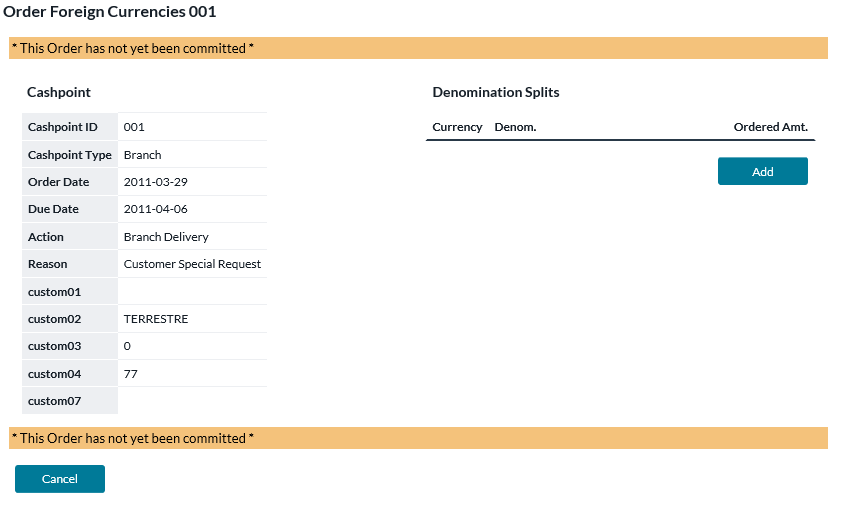 Order Foreign Currencies 001
* This Order has not yet been committed *
Cashpoint
Cashpoint ID 001
Cashpoint Type Branch
Order Date 2011-03-29
Due Date 2011-04-06
Action Branch Delivery
Reason Customer Special Request
custom01
custom02 TERRESTRE
custom03 0
custom04 77
custom07
Denomination Splits
Currency Denom. Ordered Amt.
Add
* This Order has not yet been committed *
Cancel